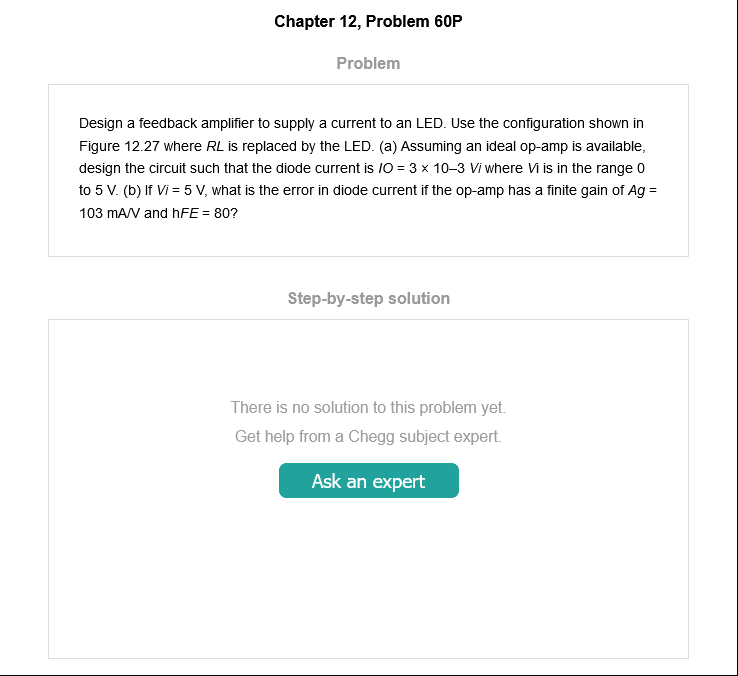 Chapter 12, Problem 60P
Problem
Design a feedback amplifier to supply a current to an LED. Use the configuration shown in
Figure 12.27 where RL is replaced by the LED. (a) Assuming an ideal op-amp is available,
design the circuit such that the diode current is IO = 3 × 10–3 Vi where Vi is in the range 0
to 5 V. (b) If Vi = 5 V, what is the error in diode current if the op-amp has a finite gain of Ag =
103 mA/V and hFE = 80?
Step-by-step solution
There is no solution to this problem yet.
Get help from a Chegg subject expert.
Ask an expert